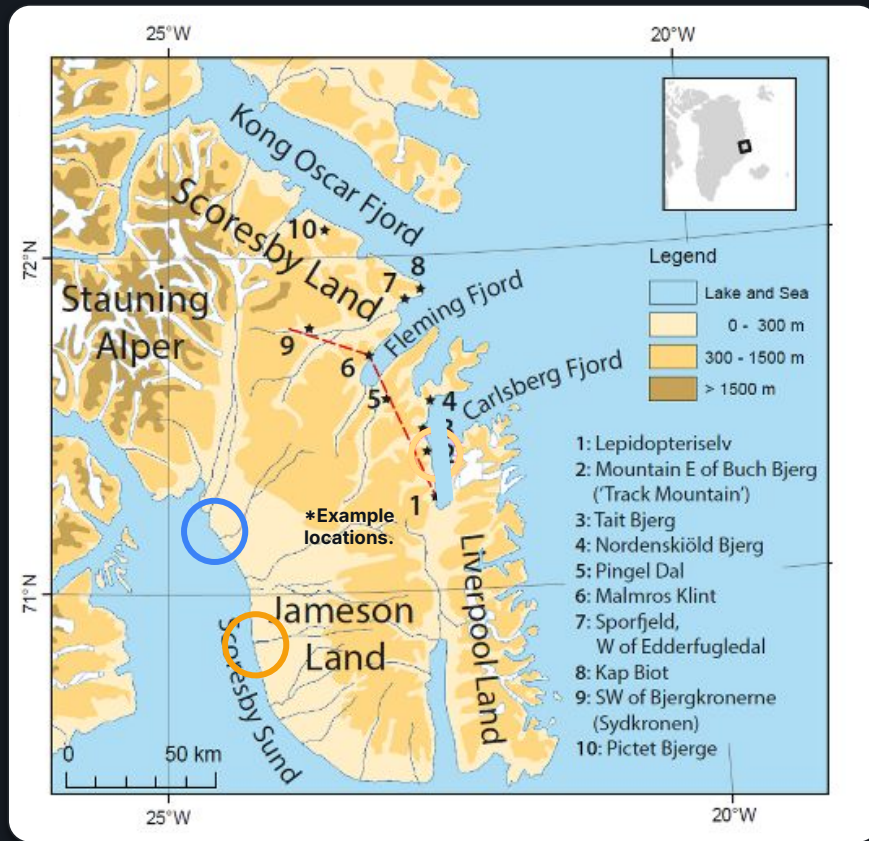 25°W
20°W
Kong Oscar Fjord
Scoresby Land
10
72°N
8
7
Legend
Lake and Sea
0 - 300 m
300 - 1500 m
> 1500 m
Stauning
Alper
Fleming Fjord
9
6
5
4
Carlsberg Fjord
1
*Example
locations.
1: Lepidopteriselv
2: Mountain E of Buch Bjerg
('Track Mountain')
3: Tait Bjerg
4: Nordenskiöld Bjerg
5: Pingel Dal
6: Malmros Klint
7: Sporfjeld,
W of Edderfugledal
8: Kap Biot
9: SW of Bjergkronerne
(Sydkronen)
10: Pictet Bjerge
71°N
Jameson
Land
Liverpool Land
Scoresby Sund
0
50 km
25°W
20°W